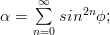 α = ∑_{n=0}^{∞} sin^{2n}ϕ;